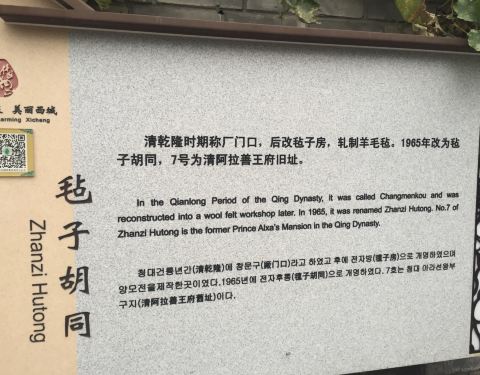 美丽西城
arming Xicheng
毡子胡同
Zhanzi Hutong
清乾隆时期称厂门口，后改毡子房，轧制羊毛毡。1965年改为毡
子胡同，7号为清阿拉善王府旧址。
In the Qianlong Period of the Qing Dynasty, it was called Changmenkou and was
reconstructed into a wool felt workshop later. In 1965, it was renamed Zhanzi Hutong. No.7 of
Zhanzi Hutong is the former Prince Alxa's Mansion in the Qing Dynasty.
청대건륭년간(清乾隆)에 창문구(廠门口)라고 하였고 후에 전자방(毡子房)으로 개명하였으며
양모전을제작한곳이였다.1965년에 전자후통(毡子胡同)으로 개명하였다. 7호는 청대 아라선왕부
구지(清阿拉善王府舊址)이다.